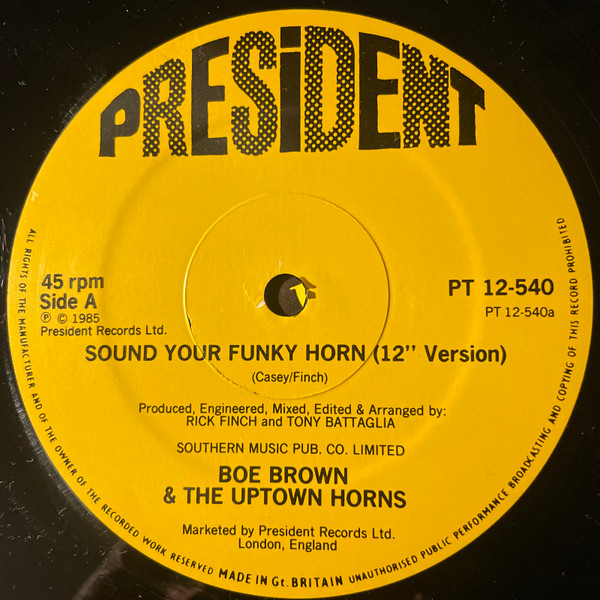 PRESiDENT
45 rpm
Side A
Ⓟ © 1985
President Records Ltd.
PT 12-540
PT 12-540a
SOUND YOUR FUNKY HORN (12" Version)
(Casey/Finch)
Produced, Engineered, Mixed, Edited & Arranged by:
RICK FINCH and TONY BATTAGLIA
SOUTHERN MUSIC PUB. CO. LIMITED
BOE BROWN
& THE UPTOWN HORNS
Marketed by President Records Ltd.
London, England
ALL RIGHTS OF THE MANUFACTURER AND OF THE OWNER OF THE RECORDED WORK RESERVED MADE IN Gt. BRITAIN UNAUTHORISED PUBLIC PERFORMANCE BROADCASTING AND COPYING OF THIS RECORD PROHIBITED